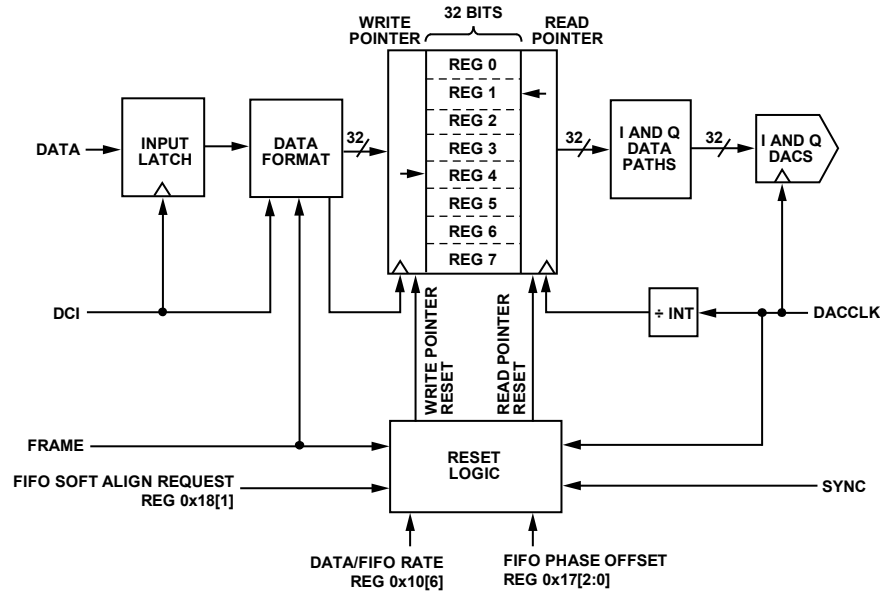 32 BITS
WRITE
POINTER
READ
POINTER
REG 0
REG 1
REG 2
REG 3
REG 4
REG 5
REG 6
REG 7
DATA
INPUT
LATCH
DATA
FORMAT
32
32
I AND Q
DATA
PATHS
32
I AND Q
DACS
DCI
÷ INT
DACCLK
WRITE POINTER
RESET
READ POINTER
RESET
FRAME
RESET
LOGIC
FIFO SOFT ALIGN REQUEST
REG 0x18[1]
SYNC
DATA/FIFO RATE
REG 0x10[6]
FIFO PHASE OFFSET
REG 0x17[2:0]